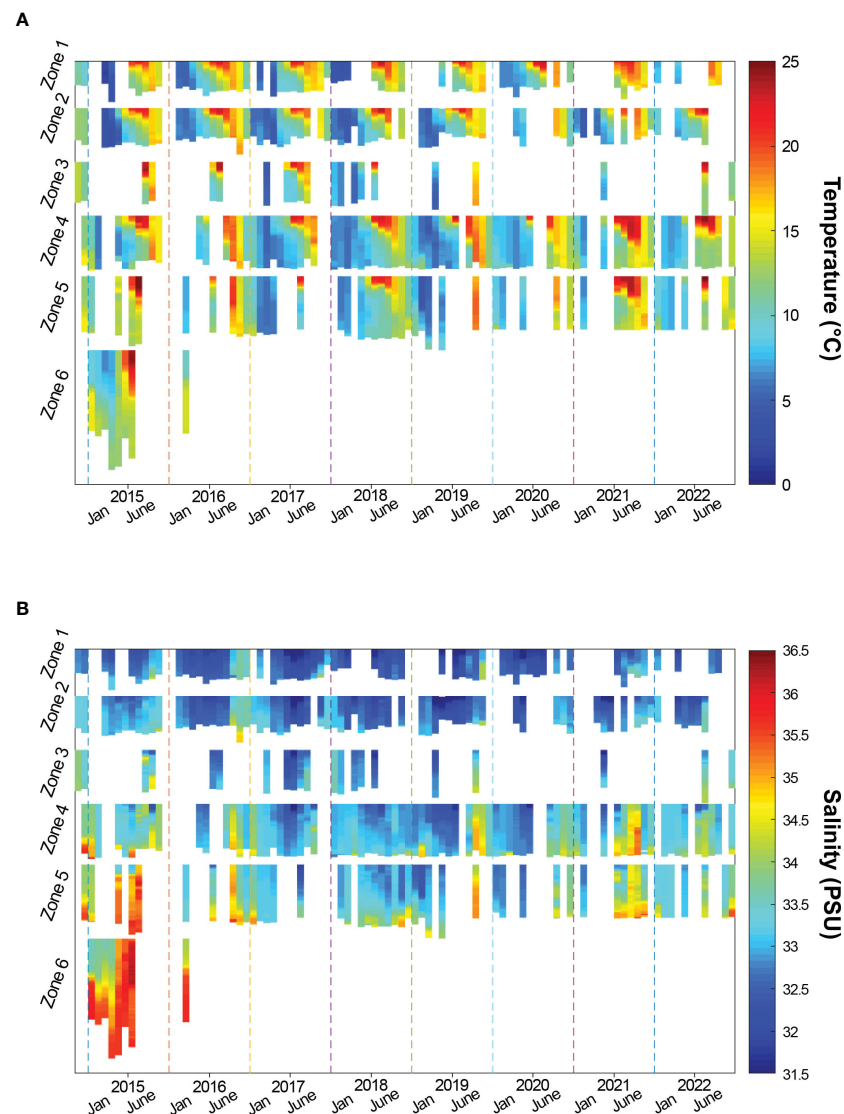 A
Zone 1
Zone 2
Zone 3
Zone 4
Zone 5
Zone 6
25
20
15
10
5
0
Temperature (°C)
2015 2016 2017 2018 2019 2020 2021 2022
Jan June Jan June Jan June Jan June Jan June Jan June Jan June Jan June
B
Zone 1
Zone 2
Zone 3
Zone 4
Zone 5
Zone 6
36.5
36
35.5
35
34.5
34
33.5
33
32.5
32
31.5
Salinity (PSU)
2015 2016 2017 2018 2019 2020 2021 2022
Jan June Jan June Jan June Jan June Jan June Jan June Jan June Jan June